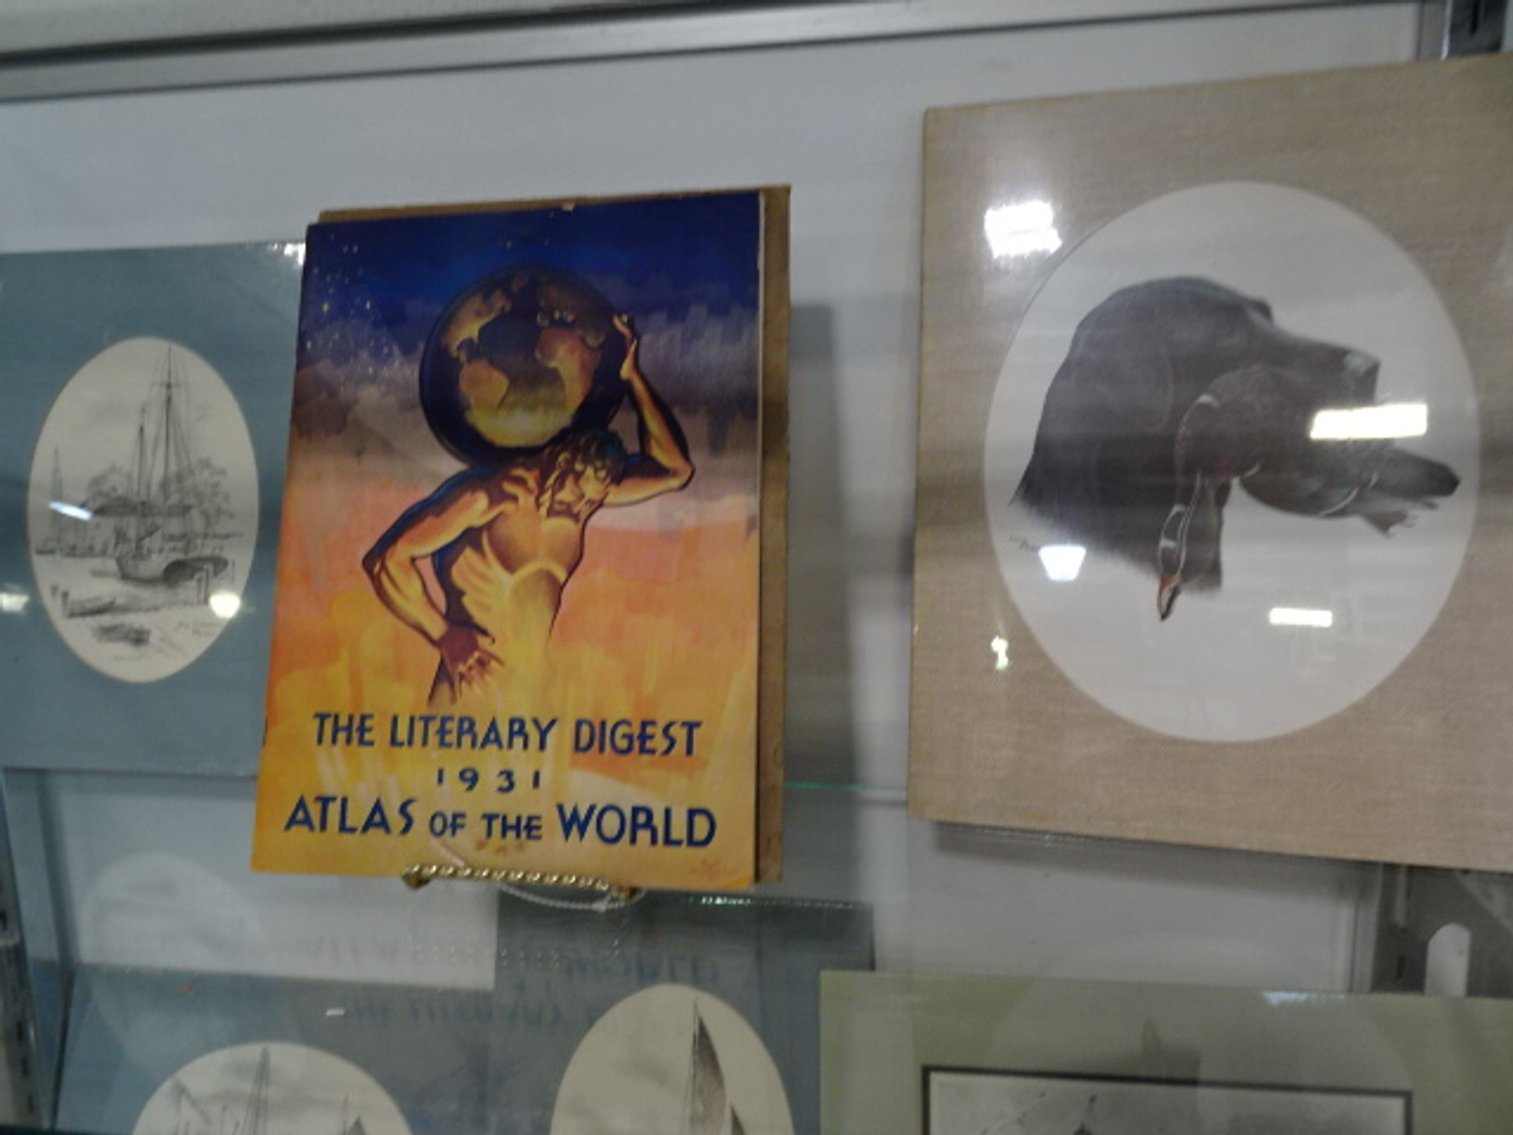 THE LITERARY DIGEST
1931
ATLAS OF THE WORLD